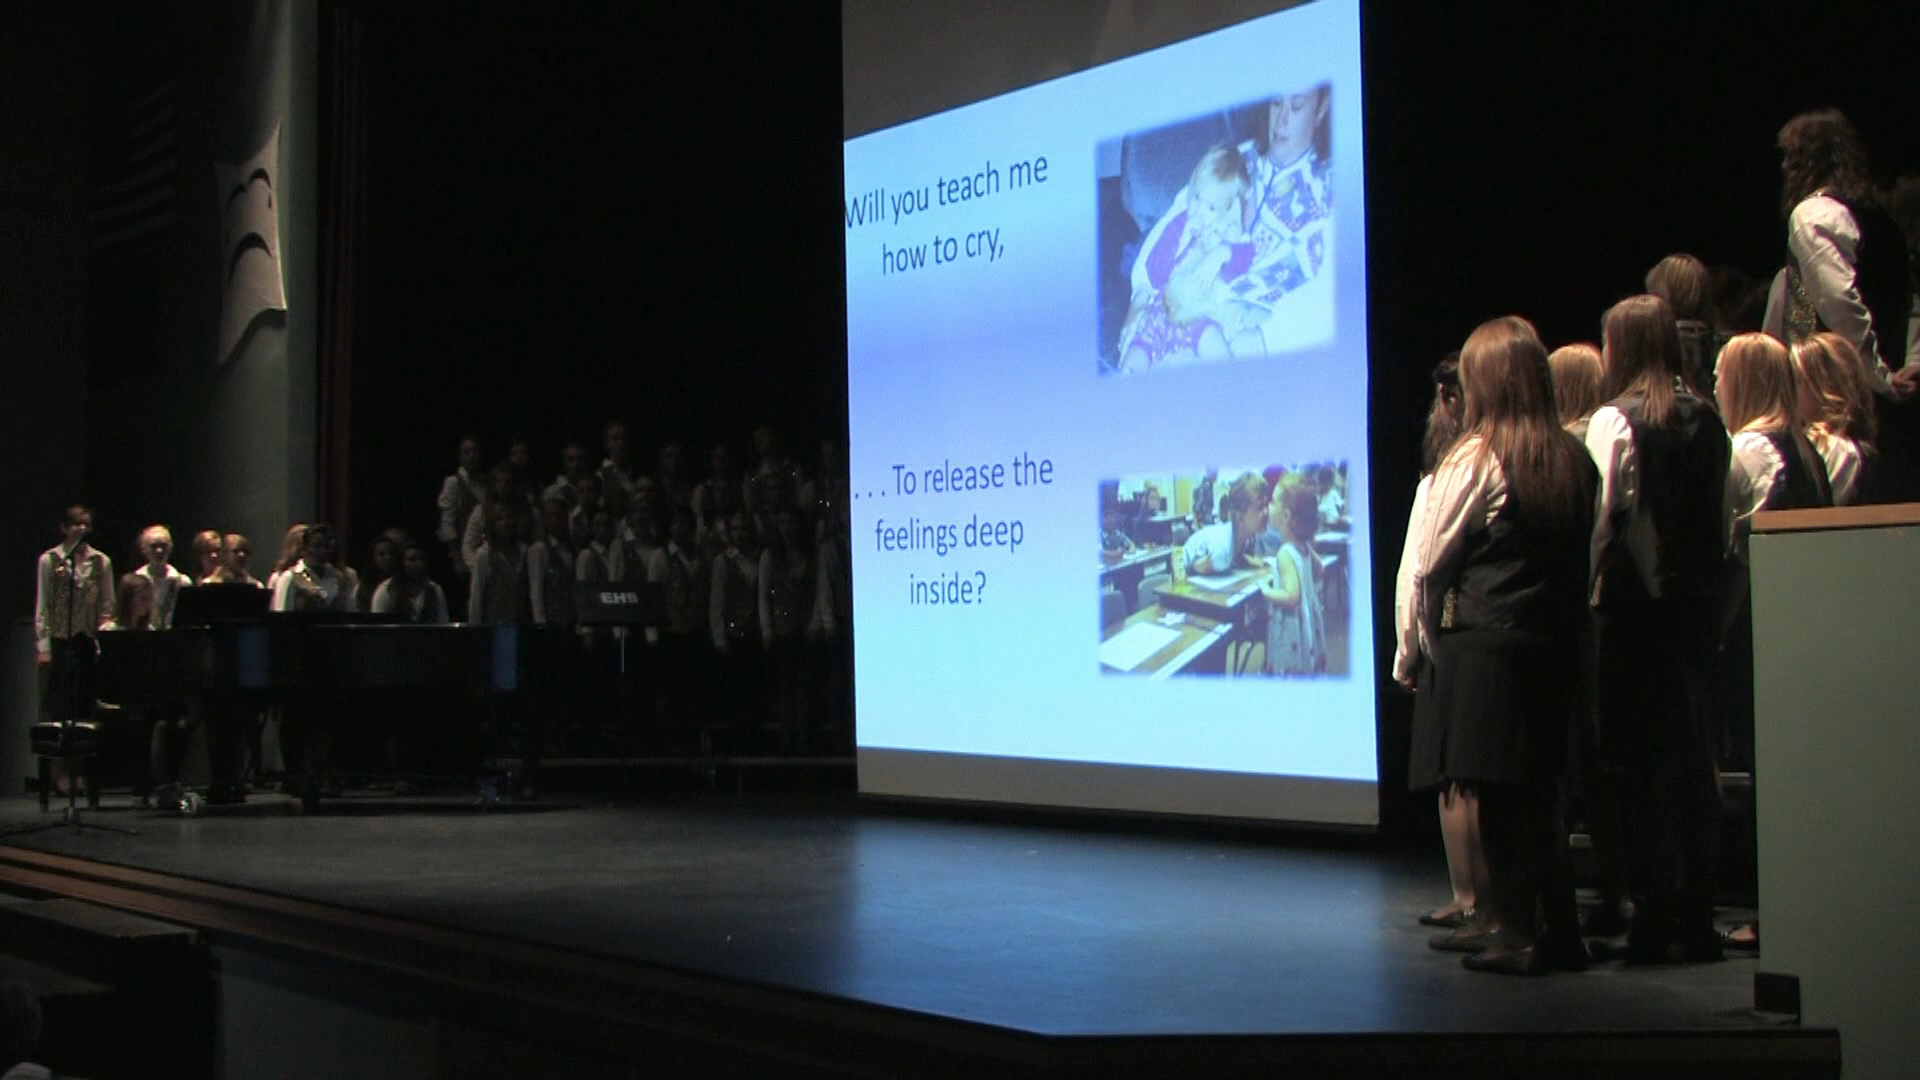 Will you teach me
how to cry,
. . . To release the
feelings deep
inside?
EHS